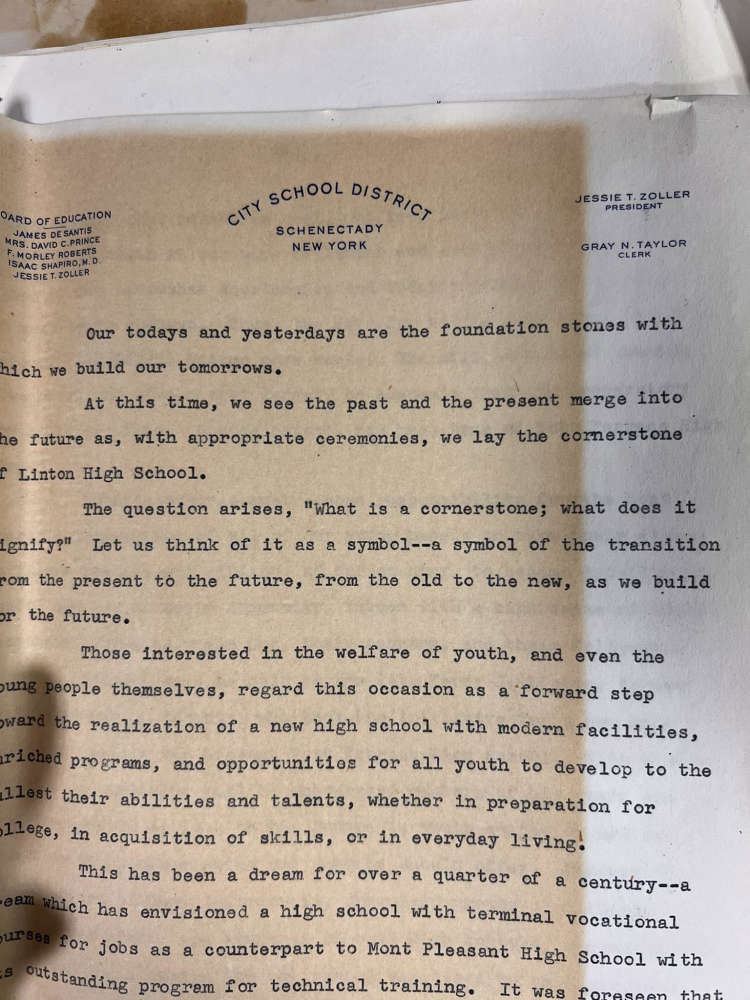 OARD OF EDUCATION
JAMES DE SANTIS
MRS. DAVID C. PRINCE
F. MORLEY ROBERTS
ISAAC SHAPIRO, M. D.
JESSIE T. ZOLLER
CITY SCHOOL DISTRICT
SCHENECTADY
NEW YORK
JESSIE T. ZOLLER
PRESIDENT
GRAY N. TAYLOR
CLERK
Our todays and yesterdays are the foundation stones with
hich we build our tomorrows.
At this time, we see the past and the present merge into
he future as, with appropriate ceremonies, we lay the cornerstone
f Linton High School.
The question arises, "What is a cornerstone; what does it
ignify?" Let us think of it as a symbol--a symbol of the transition
rom the present to the future, from the old to the new, as we build
or the future.
Those interested in the welfare of youth, and even the
oung people themselves, regard this occasion as a forward step
oward the realization of a new high school with modern facilities,
nriched programs, and opportunities for all youth to develop to the
ullest their abilities and talents, whether in preparation for
ollege, in acquisition of skills, or in everyday living.
This has been a dream for over a quarter of a century--a
ream which has envisioned a high school with terminal vocational
ourses for jobs as a counterpart to Mont Pleasant High School with
ts outstanding program for technical training. It was foreseen that